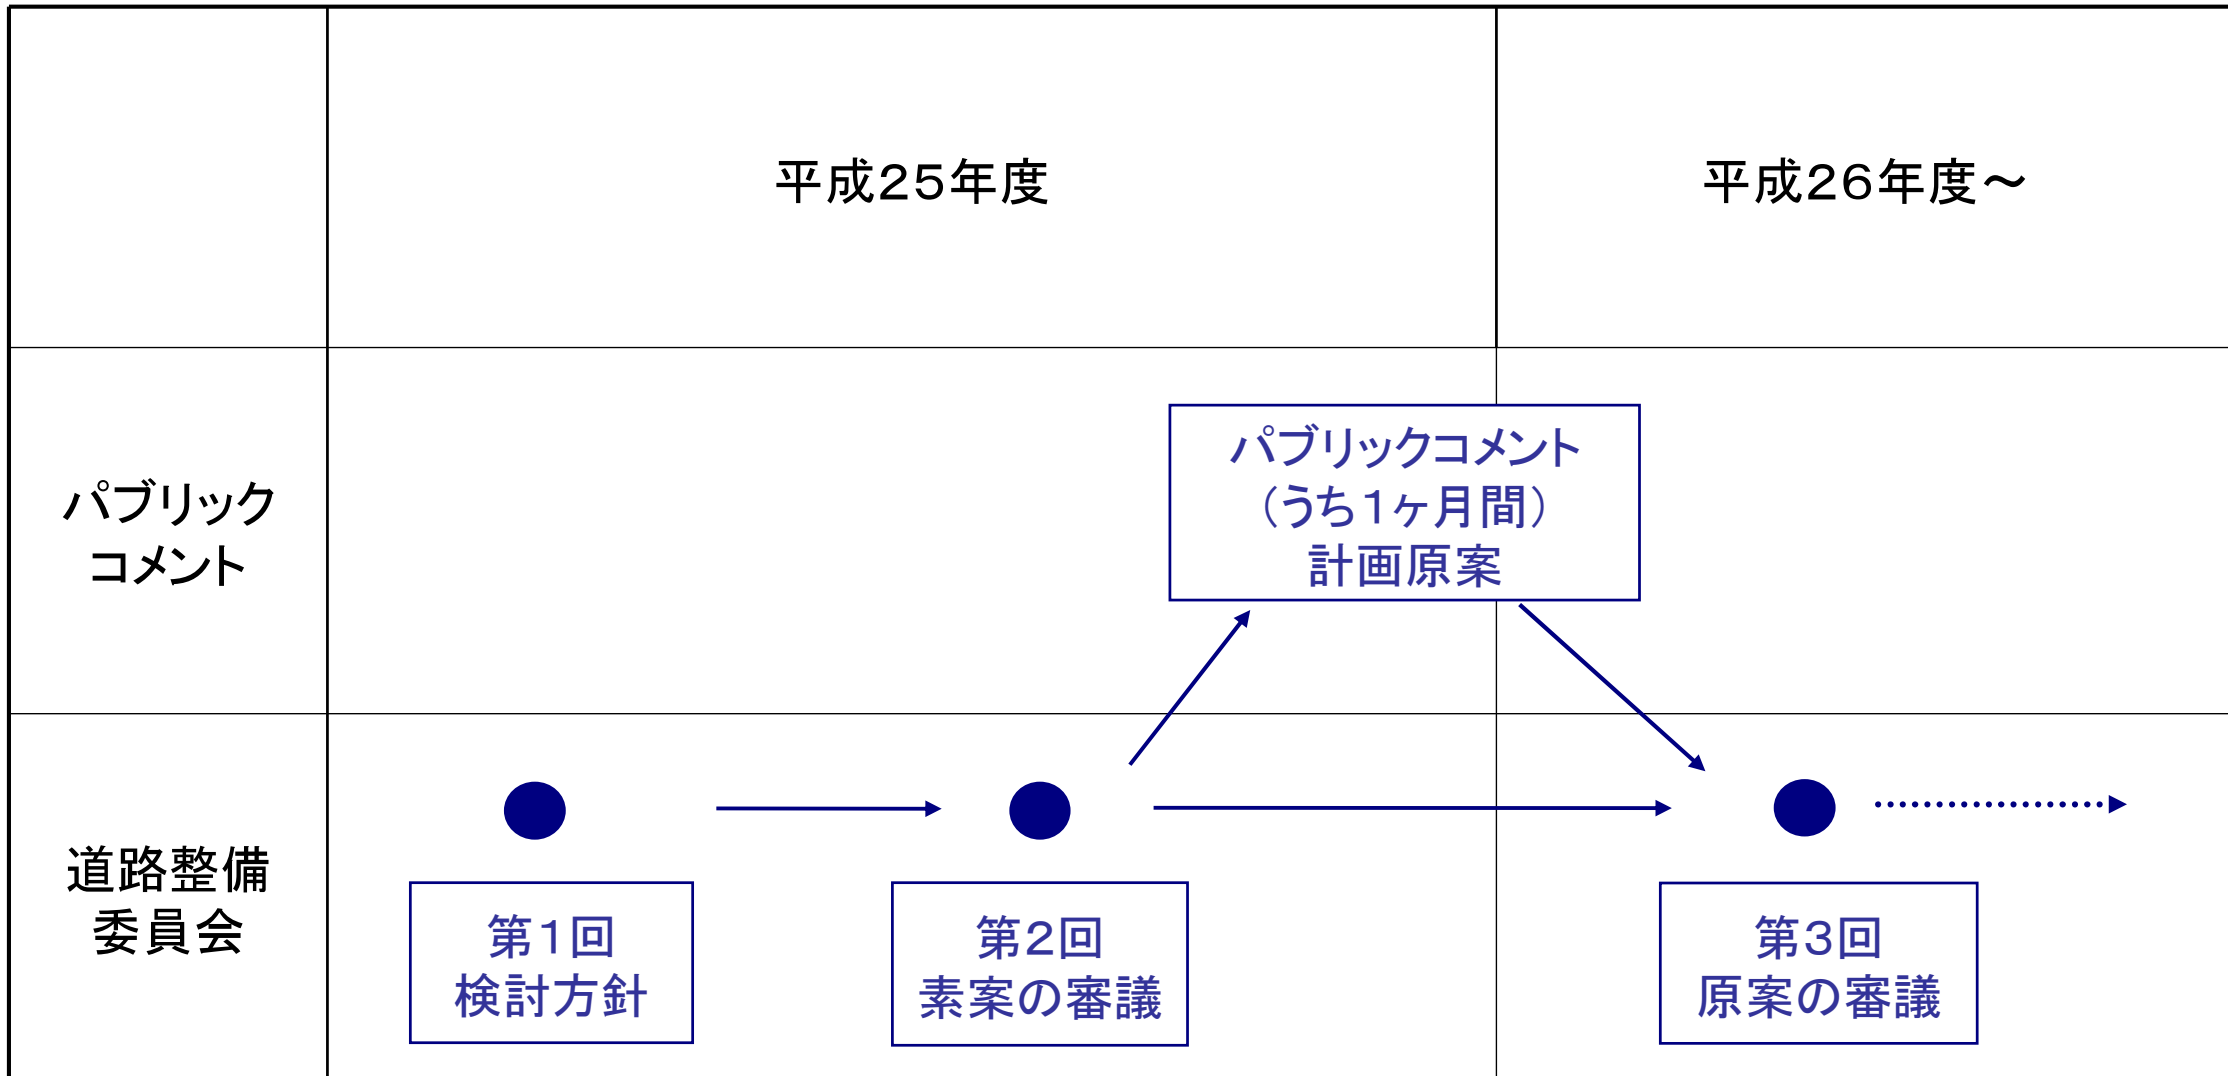 平成25年度
平成26年度～
パブリック
コメント
パブリックコメント
(うち1ヶ月間)
計画原案
道路整備
委員会
第1回
検討方針
第2回
素案の審議
第3回
原案の審議